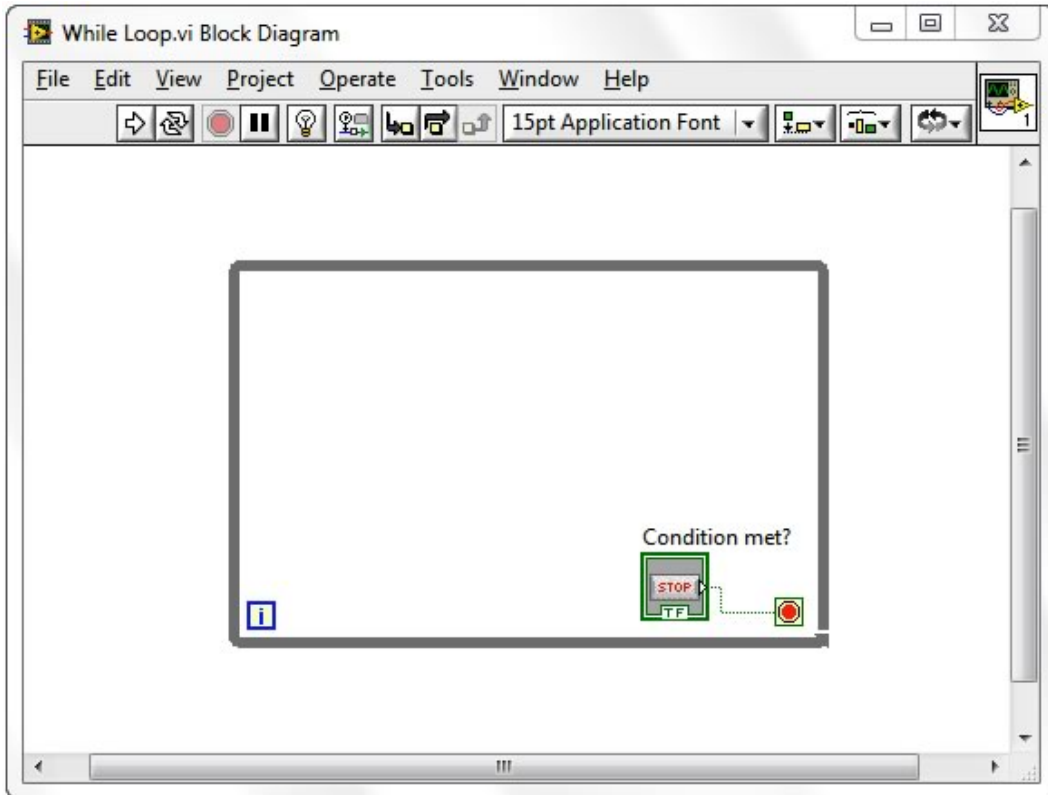 While Loop.vi Block Diagram
File Edit View Project Operate Tools Window Help
15pt Application Font
1
Condition met?
STOP
TF
i